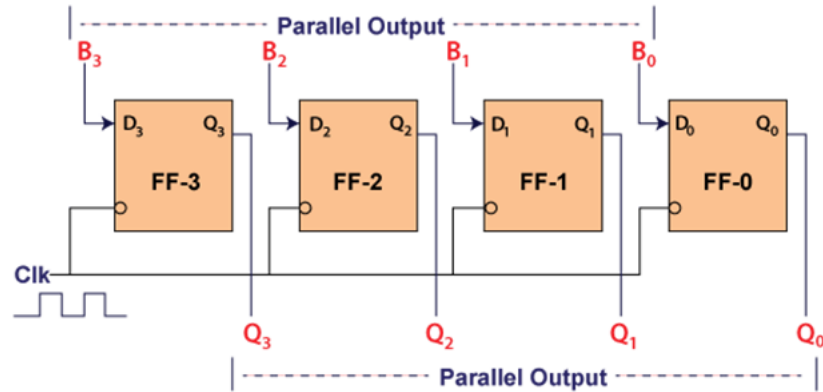 Parallel Output
B₃ B₂ B₁ B₀
D₃ Q₃ D₂ Q₂ D₁ Q₁ D₀ Q₀
FF-3 FF-2 FF-1 FF-0
Clk
Q₃ Q₂ Q₁ Q₀
Parallel Output